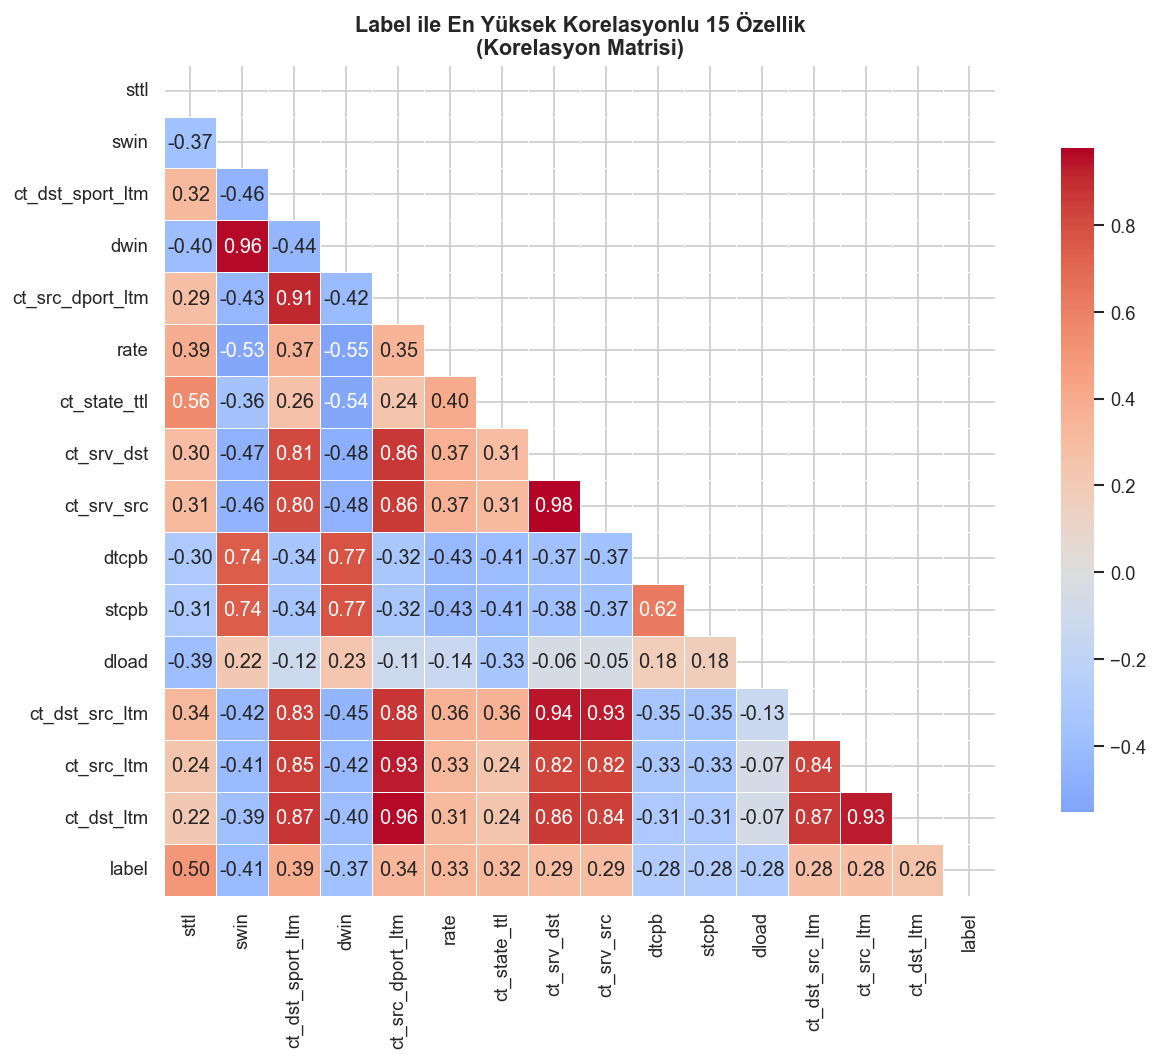 Label ile En Yüksek Korelasyonlu 15 Özellik
(Korelasyon Matrisi)
sttl
swin -0.37
ct_dst_sport_ltm 0.32 -0.46
dwin -0.40 0.96 -0.44
ct_src_dport_ltm 0.29 -0.43 0.91 -0.42
rate 0.39 -0.53 0.37 -0.55 0.35
ct_state_ttl 0.56 -0.36 0.26 -0.54 0.24 0.40
ct_srv_dst 0.30 -0.47 0.81 -0.48 0.86 0.37 0.31
ct_srv_src 0.31 -0.46 0.80 -0.48 0.86 0.37 0.31 0.98
dtcpb -0.30 0.74 -0.34 0.77 -0.32 -0.43 -0.41 -0.37 -0.37
stcpb -0.31 0.74 -0.34 0.77 -0.32 -0.43 -0.41 -0.38 -0.37 0.62
dload -0.39 0.22 -0.12 0.23 -0.11 -0.14 -0.33 -0.06 -0.05 0.18 0.18
ct_dst_src_ltm 0.34 -0.42 0.83 -0.45 0.88 0.36 0.36 0.94 0.93 -0.35 -0.35 -0.13
ct_src_ltm 0.24 -0.41 0.85 -0.42 0.93 0.33 0.24 0.82 0.82 -0.33 -0.33 -0.07 0.84
ct_dst_ltm 0.22 -0.39 0.87 -0.40 0.96 0.31 0.24 0.86 0.84 -0.31 -0.31 -0.07 0.87 0.93
label 0.50 -0.41 0.39 -0.37 0.34 0.33 0.32 0.29 0.29 -0.28 -0.28 -0.28 0.28 0.28 0.26
sttl
swin
ct_dst_sport_ltm
dwin
ct_src_dport_ltm
rate
ct_state_ttl
ct_srv_dst
ct_srv_src
dtcpb
stcpb
dload
ct_dst_src_ltm
ct_src_ltm
ct_dst_ltm
label
0.8
0.6
0.4
0.2
0.0
−0.2
−0.4